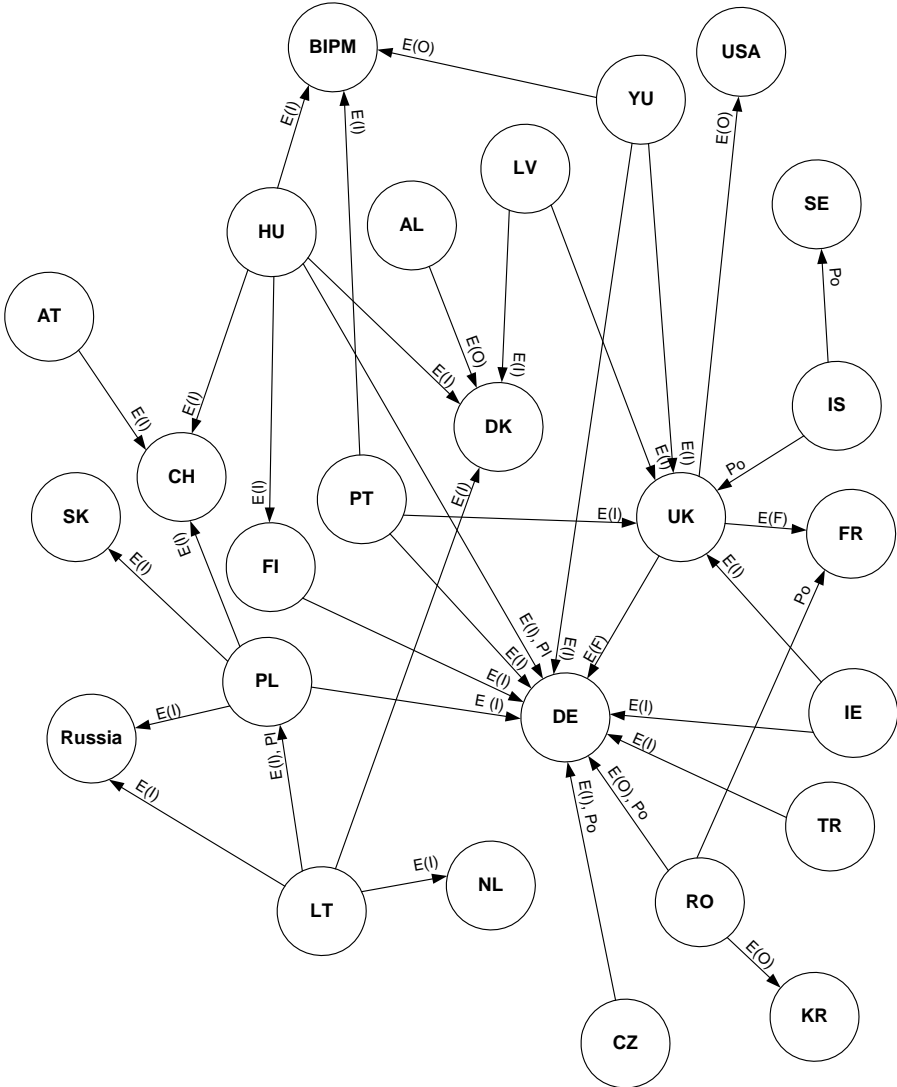 BIPM
USA
E(O)
YU
E(I)
E(I)
E(O)
LV
SE
AL
HU
Po
AT
E(O)
E(I)
E(I)
E(I)
E(I)
IS
DK
E(I)
E(I)
Po
CH
E(I)
E(I)
PT
SK
E(I)
UK
E(F)
FR
E(I)
E(I)
FI
E(I)
Po
E(I), Pl
E(I)
E(F)
E(I)
E(I)
PL
E (I)
E(I)
DE
E(I)
IE
Russia
E(I)
E(I), Pl
E(I)
E(I)
E(I), Po
E(O), Po
TR
E(I)
NL
LT
RO
E(O)
KR
CZ